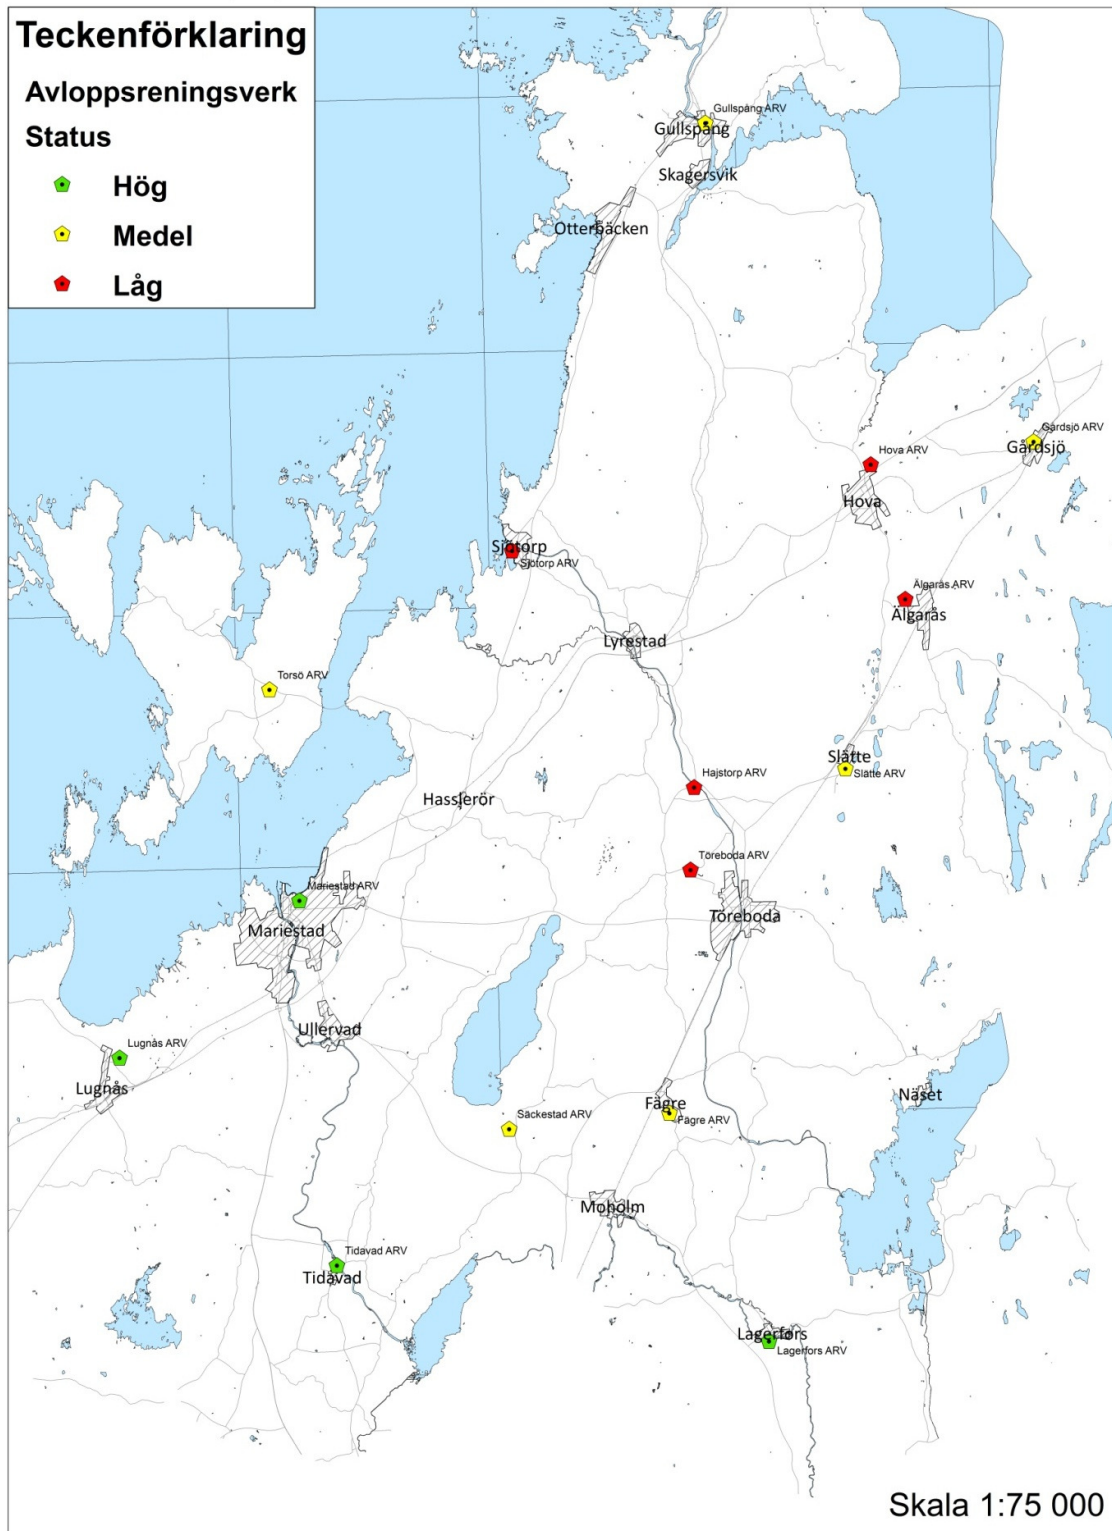 Teckenförklaring
Avloppsreningsverk
Status
Hög
Medel
Låg
Gullspång ARV
Gullspång
Skagersvik
Otterbäcken
Gårdsjö ARV
Gårdsjö
Hova ARV
Hova
Sjötorp
Sjötorp ARV
Älgarås ARV
Älgarås
Lyrestad
Torsö ARV
Slätte
Slätte ARV
Hajstorp ARV
Hasslerör
Töreboda ARV
Mariestad ARV
Töreboda
Mariestad
Ullervad
Lugnås ARV
Lugnås
Näset
Fägre
Säckestad ARV
Fägre ARV
Moholm
Tidavad ARV
Tidavad
Lagerfors
Lagerfors ARV
Skala 1:75 000